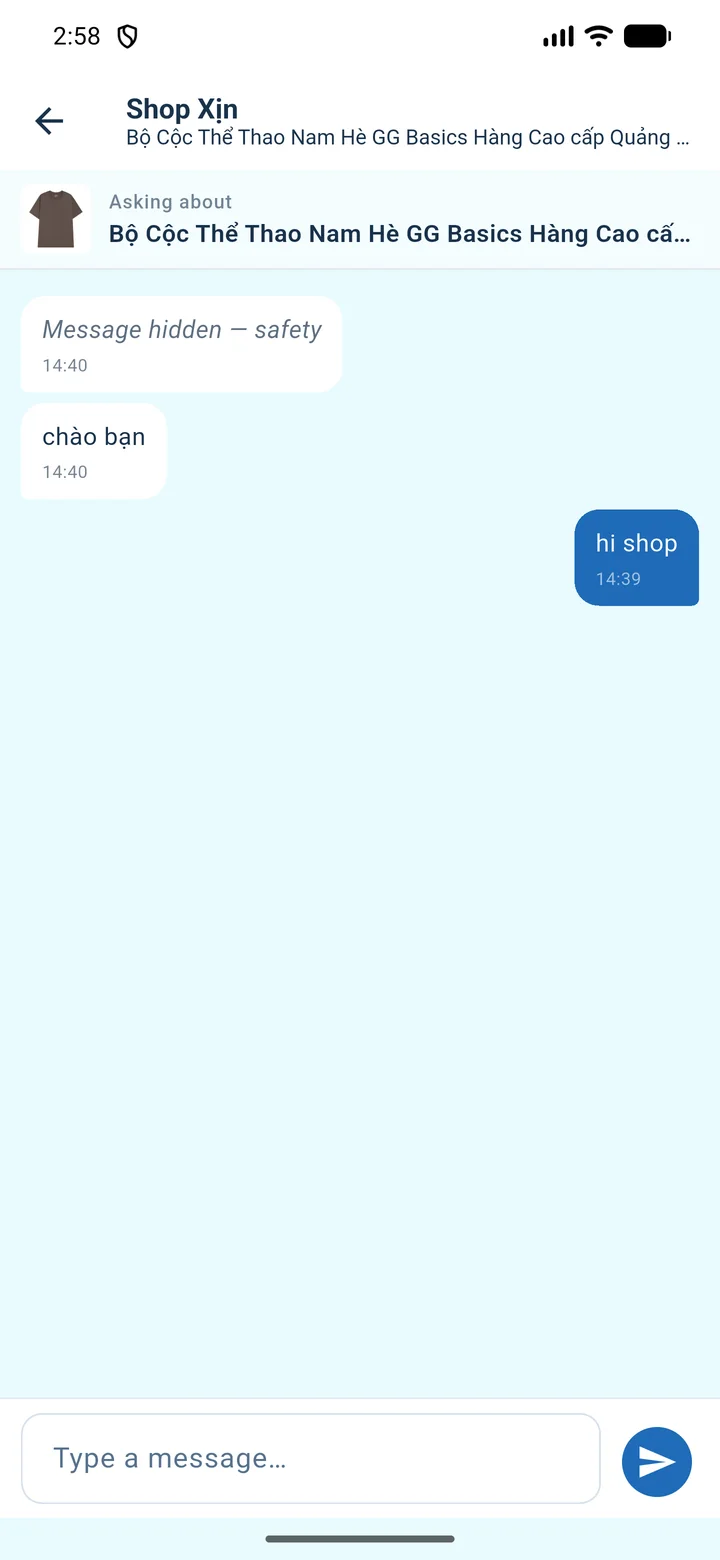 2:58
Shop Xịn
Bộ Cộc Thể Thao Nam Hè GG Basics Hàng Cao cấp Quảng ...
Asking about
Bộ Cộc Thể Thao Nam Hè GG Basics Hàng Cao cấ...
Message hidden — safety
14:40
chào bạn
14:40
hi shop
14:39
Type a message...